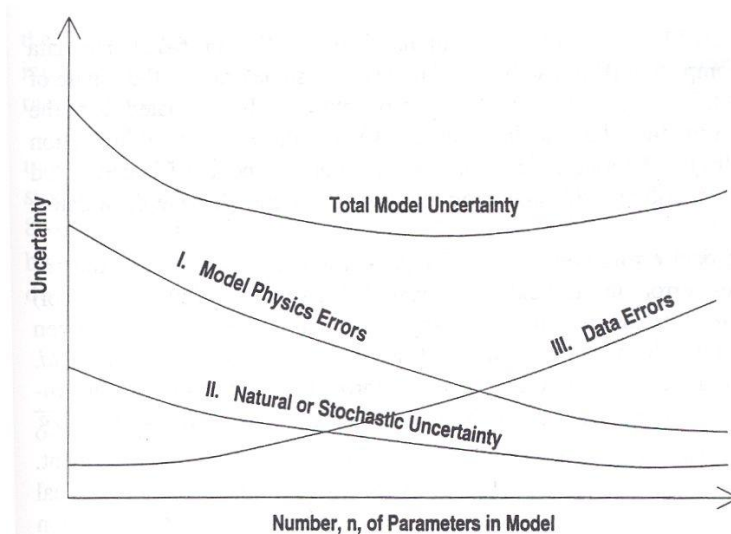 Total Model Uncertainty
Uncertainty
I. Model Physics Errors
III. Data Errors
II. Natural or Stochastic Uncertainty
Number, n, of Parameters in Model